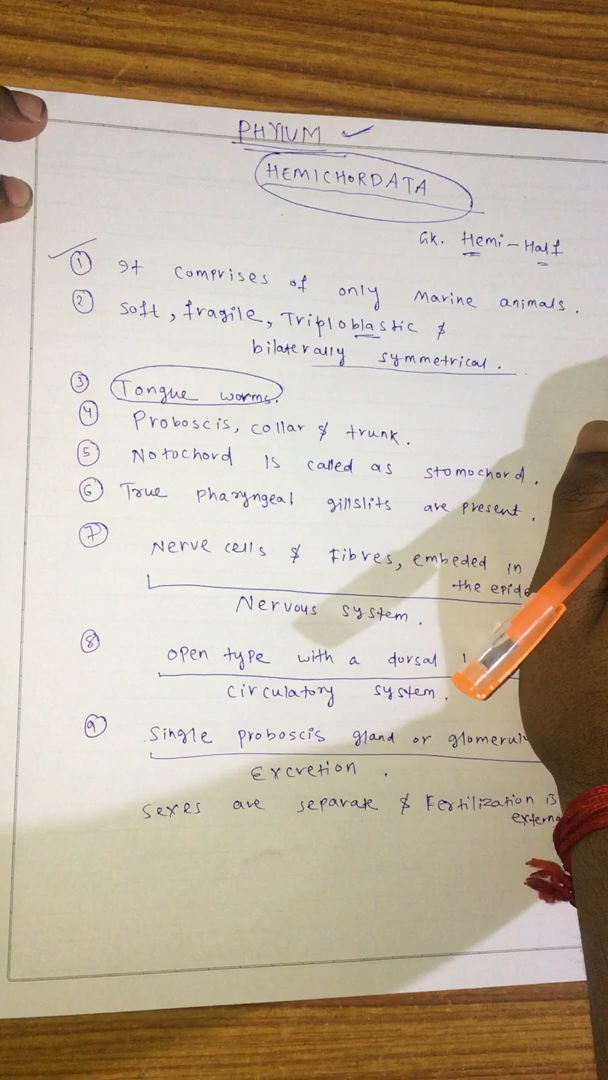 PHYLUM
HEMICHORDATA
Gk. Hemi - Half
① It comprises of only Marine animals.
② Soft, fragile, Triploblastic &
bilaterally symmetrical.
③ Tongue worms.
④ Proboscis, collar & trunk.
⑤ Notochord is called as stomochord.
⑥ True pharyngeal gillslits are present.
⑦ Nerve cells & Fibres, embeded in
the epide
Nervous system.
⑧ open type with a dorsal
circulatory system.
⑨ Single proboscis gland or glomerul
Excretion.
Sexes are separate & Fertilization is
externa